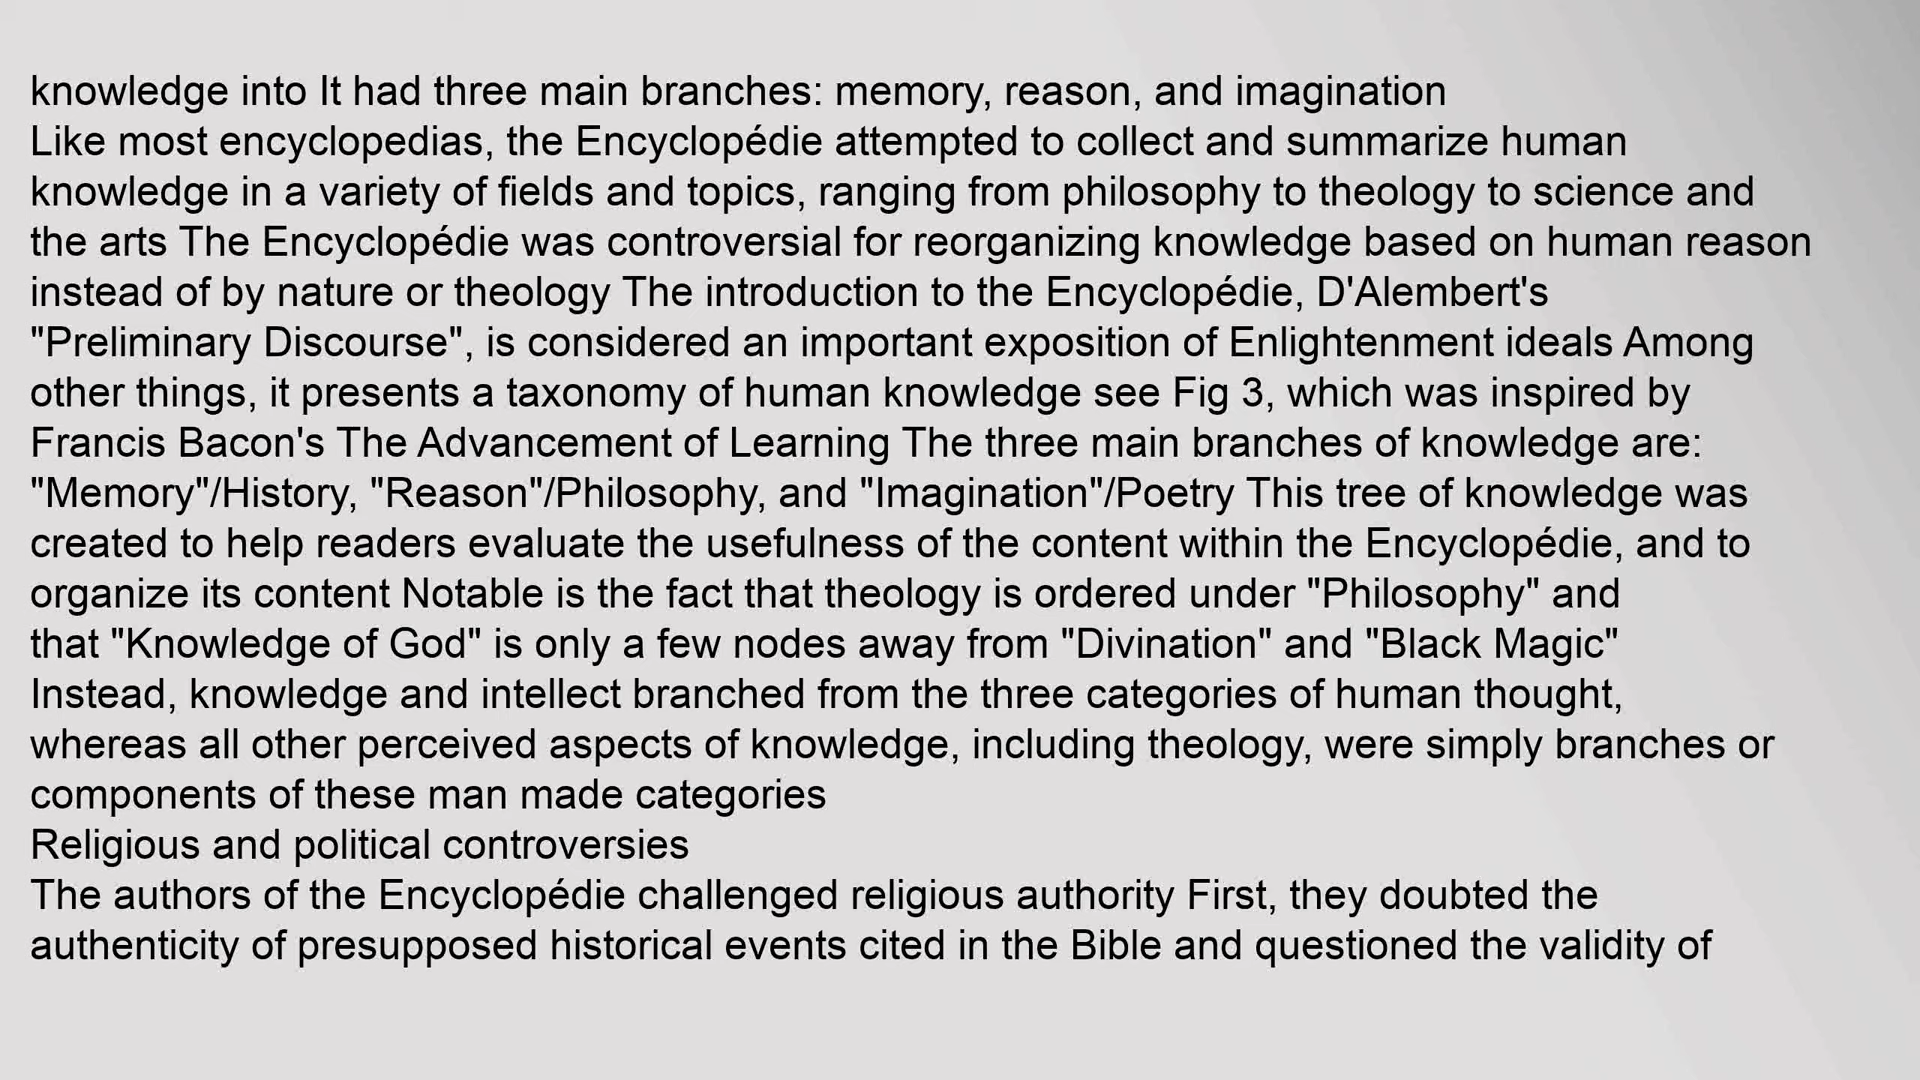 knowledge into It had three main branches: memory, reason, and imagination
Like most encyclopedias, the Encyclopédie attempted to collect and summarize human
knowledge in a variety of fields and topics, ranging from philosophy to theology to science and
the arts The Encyclopédie was controversial for reorganizing knowledge based on human reason
instead of by nature or theology The introduction to the Encyclopédie, D'Alembert's
"Preliminary Discourse", is considered an important exposition of Enlightenment ideals Among
other things, it presents a taxonomy of human knowledge see Fig 3, which was inspired by
Francis Bacon's The Advancement of Learning The three main branches of knowledge are:
"Memory"/History, "Reason"/Philosophy, and "Imagination"/Poetry This tree of knowledge was
created to help readers evaluate the usefulness of the content within the Encyclopédie, and to
organize its content Notable is the fact that theology is ordered under "Philosophy" and
that "Knowledge of God" is only a few nodes away from "Divination" and "Black Magic"
Instead, knowledge and intellect branched from the three categories of human thought,
whereas all other perceived aspects of knowledge, including theology, were simply branches or
components of these man made categories
Religious and political controversies
The authors of the Encyclopédie challenged religious authority First, they doubted the
authenticity of presupposed historical events cited in the Bible and questioned the validity of